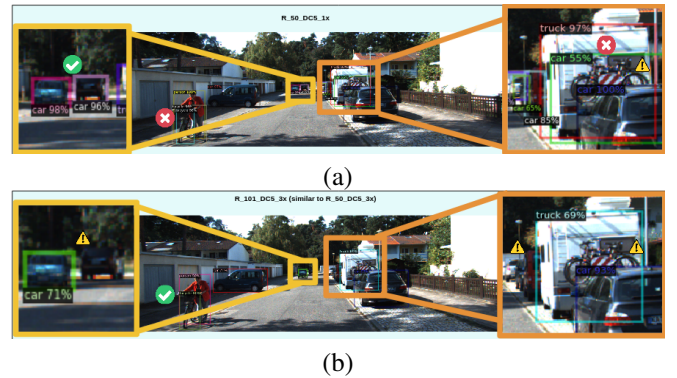 R_50_DC5_1x
truck 97%
car 55%
car 100%
car 98%
car 96%
car 65%
car 85%
(a)
R_101_DC5_3x (similar to R_50_DC5_3x)
truck 69%
car 93%
car 71%
(b)